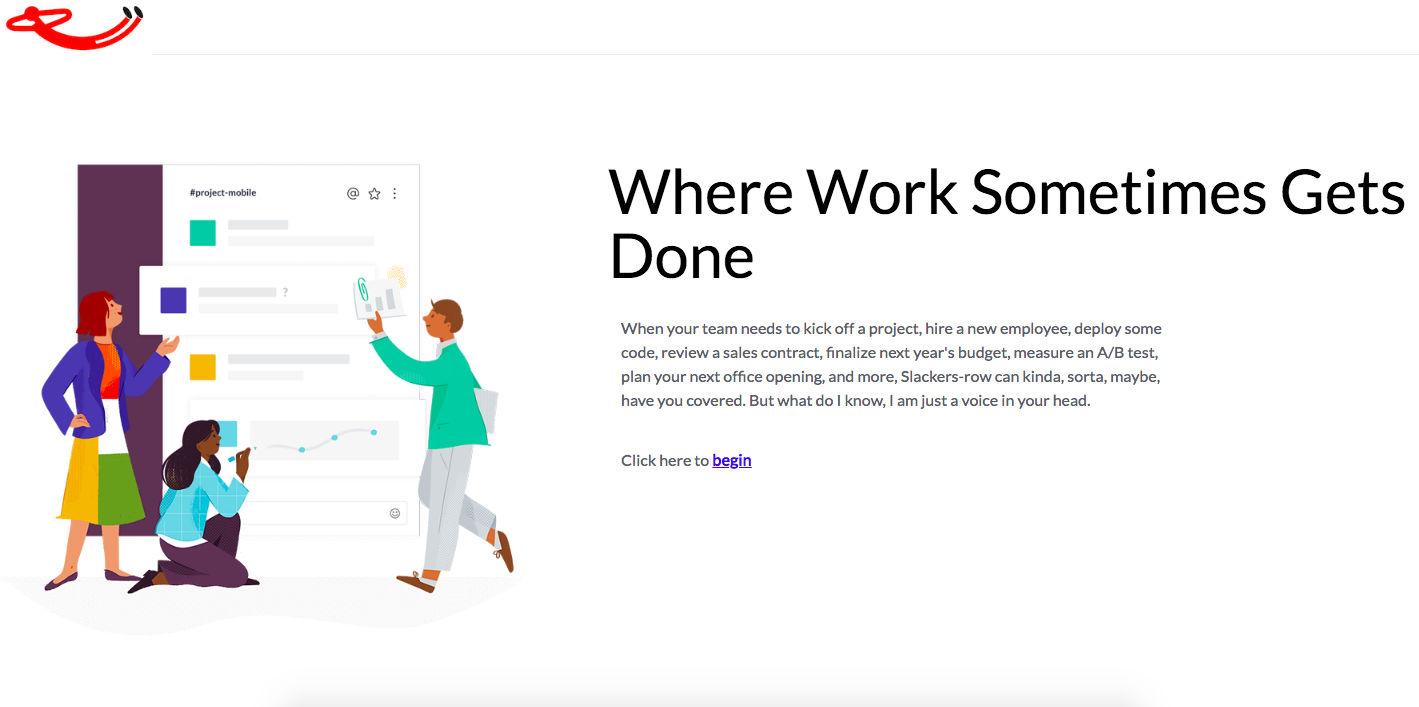 #project-mobile
?
Where Work Sometimes Gets
Done
When your team needs to kick off a project, hire a new employee, deploy some
code, review a sales contract, finalize next year's budget, measure an A/B test,
plan your next office opening, and more, Slackers-row can kinda, sorta, maybe,
have you covered. But what do I know, I am just a voice in your head.
Click here to begin